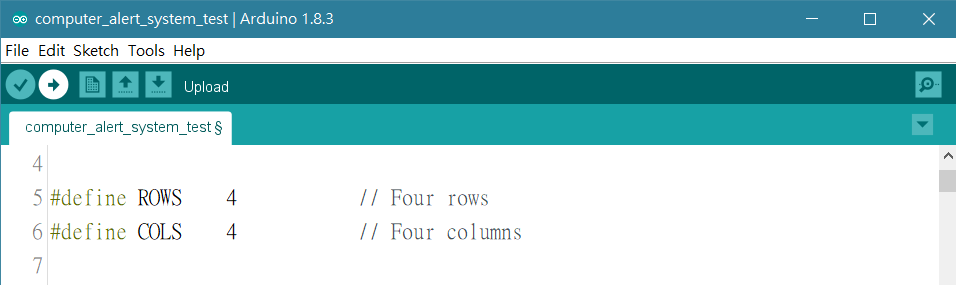 computer_alert_system_test | Arduino 1.8.3
File Edit Sketch Tools Help
Upload
computer_alert_system_test §
4
5 #define ROWS 4 // Four rows
6 #define COLS 4 // Four columns
7